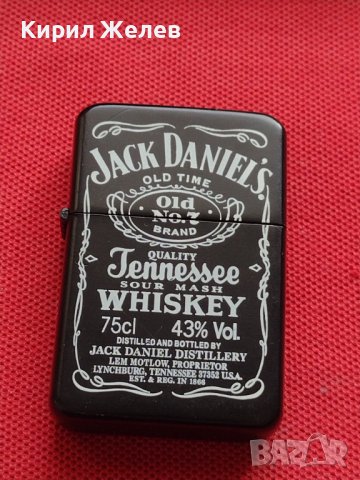 Кирил Желев
JACK DANIEL'S
OLD TIME
Old
No.7
BRAND
QUALITY
Tennessee
SOUR MASH
WHISKEY
75cl 43% Vol.
DISTILLED AND BOTTLED BY
JACK DANIEL DISTILLERY
LEM MOTLOW, PROPRIETOR
LYNCHBURG, TENNESSEE 37352 U.S.A.
EST. & REG. IN 1866
BAZAR